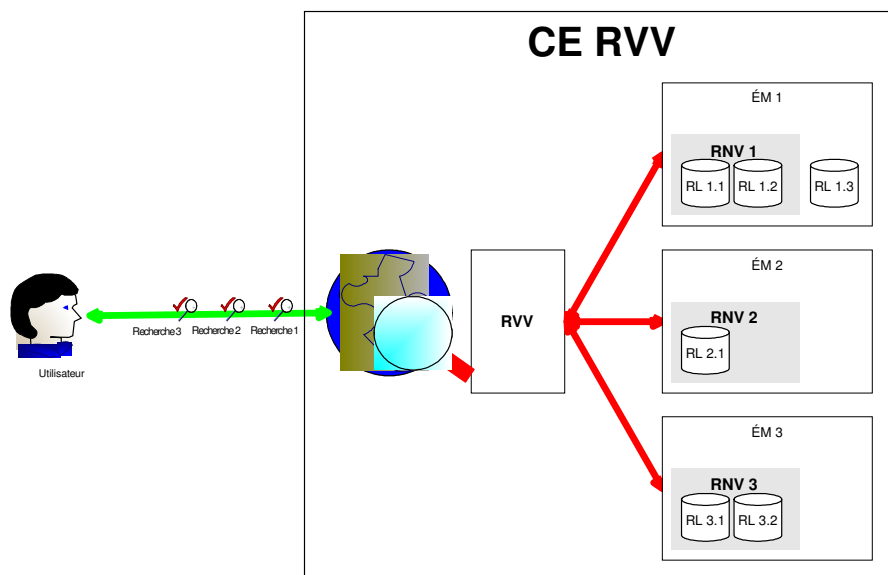 CE RVV
ÉM 1
RNV 1
RL 1.1 RL 1.2 RL 1.3
ÉM 2
RVV
RNV 2
RL 2.1
Recherche 3 Recherche 2 Recherche 1
Utilisateur
ÉM 3
RNV 3
RL 3.1 RL 3.2